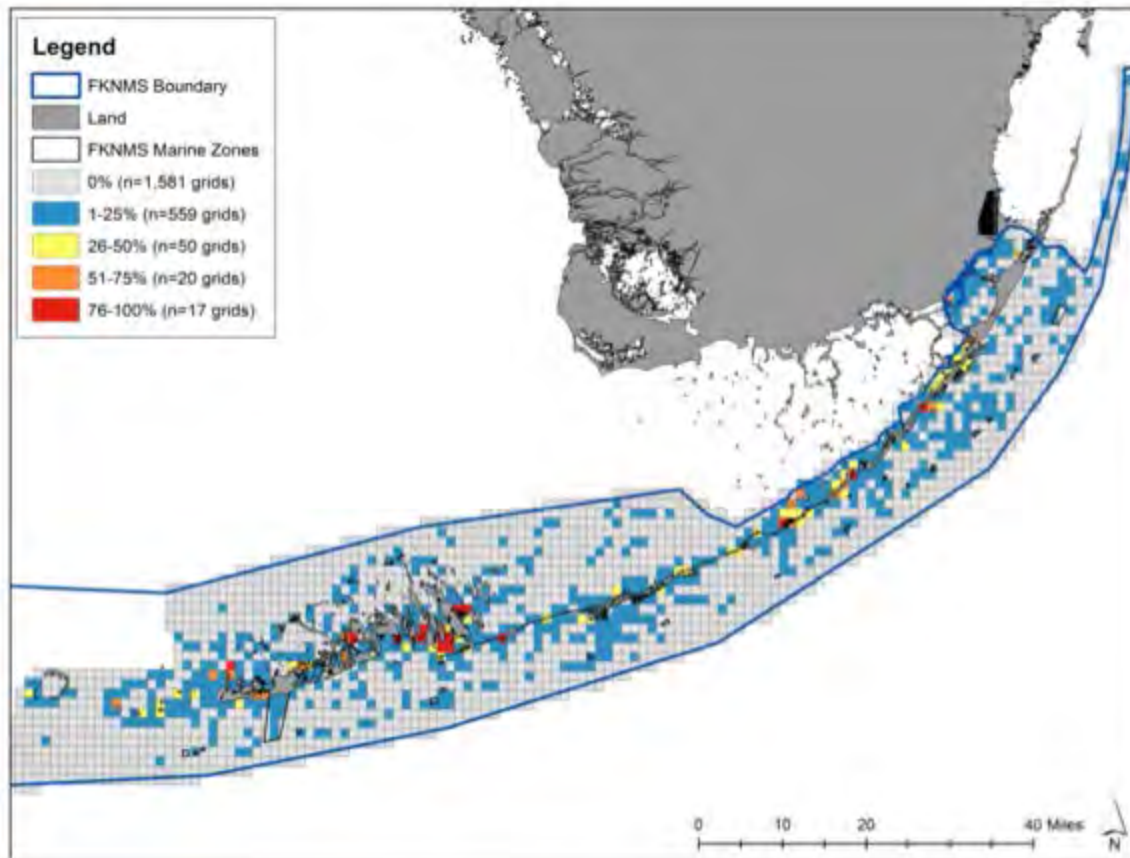 Legend
FKNMS Boundary
Land
FKNMS Marine Zones
0% (n=1,581 grids)
1-25% (n=559 grids)
26-50% (n=50 grids)
51-75% (n=20 grids)
76-100% (n=17 grids)
0 10 20 40 Miles
N